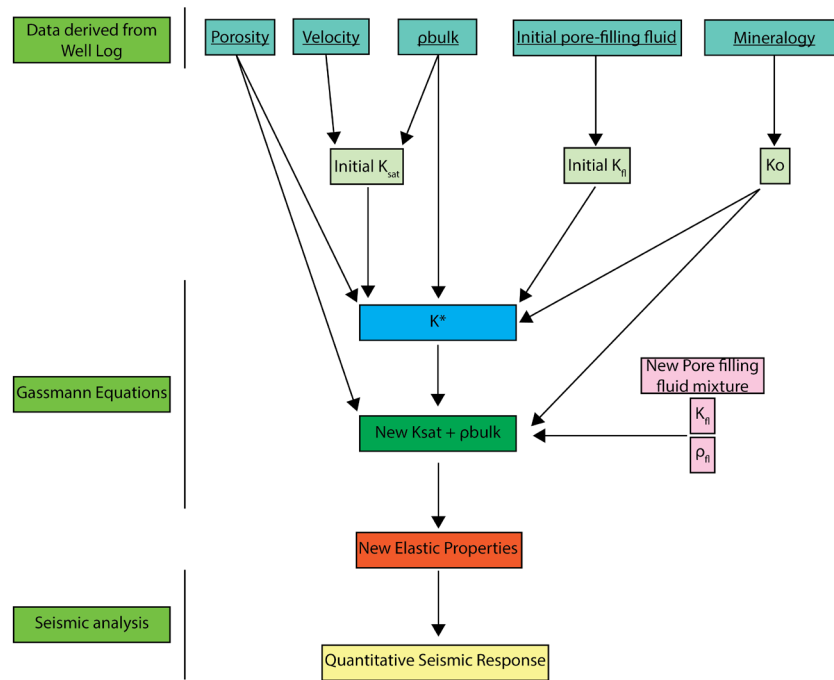 Data derived from
Well Log
Porosity
Velocity
ρbulk
Initial pore-filling fluid
Mineralogy
Initial Ksat
Initial Kfl
Ko
K*
Gassmann Equations
New Pore filling
fluid mixture
Kfl
ρfl
New Ksat + ρbulk
New Elastic Properties
Seismic analysis
Quantitative Seismic Response